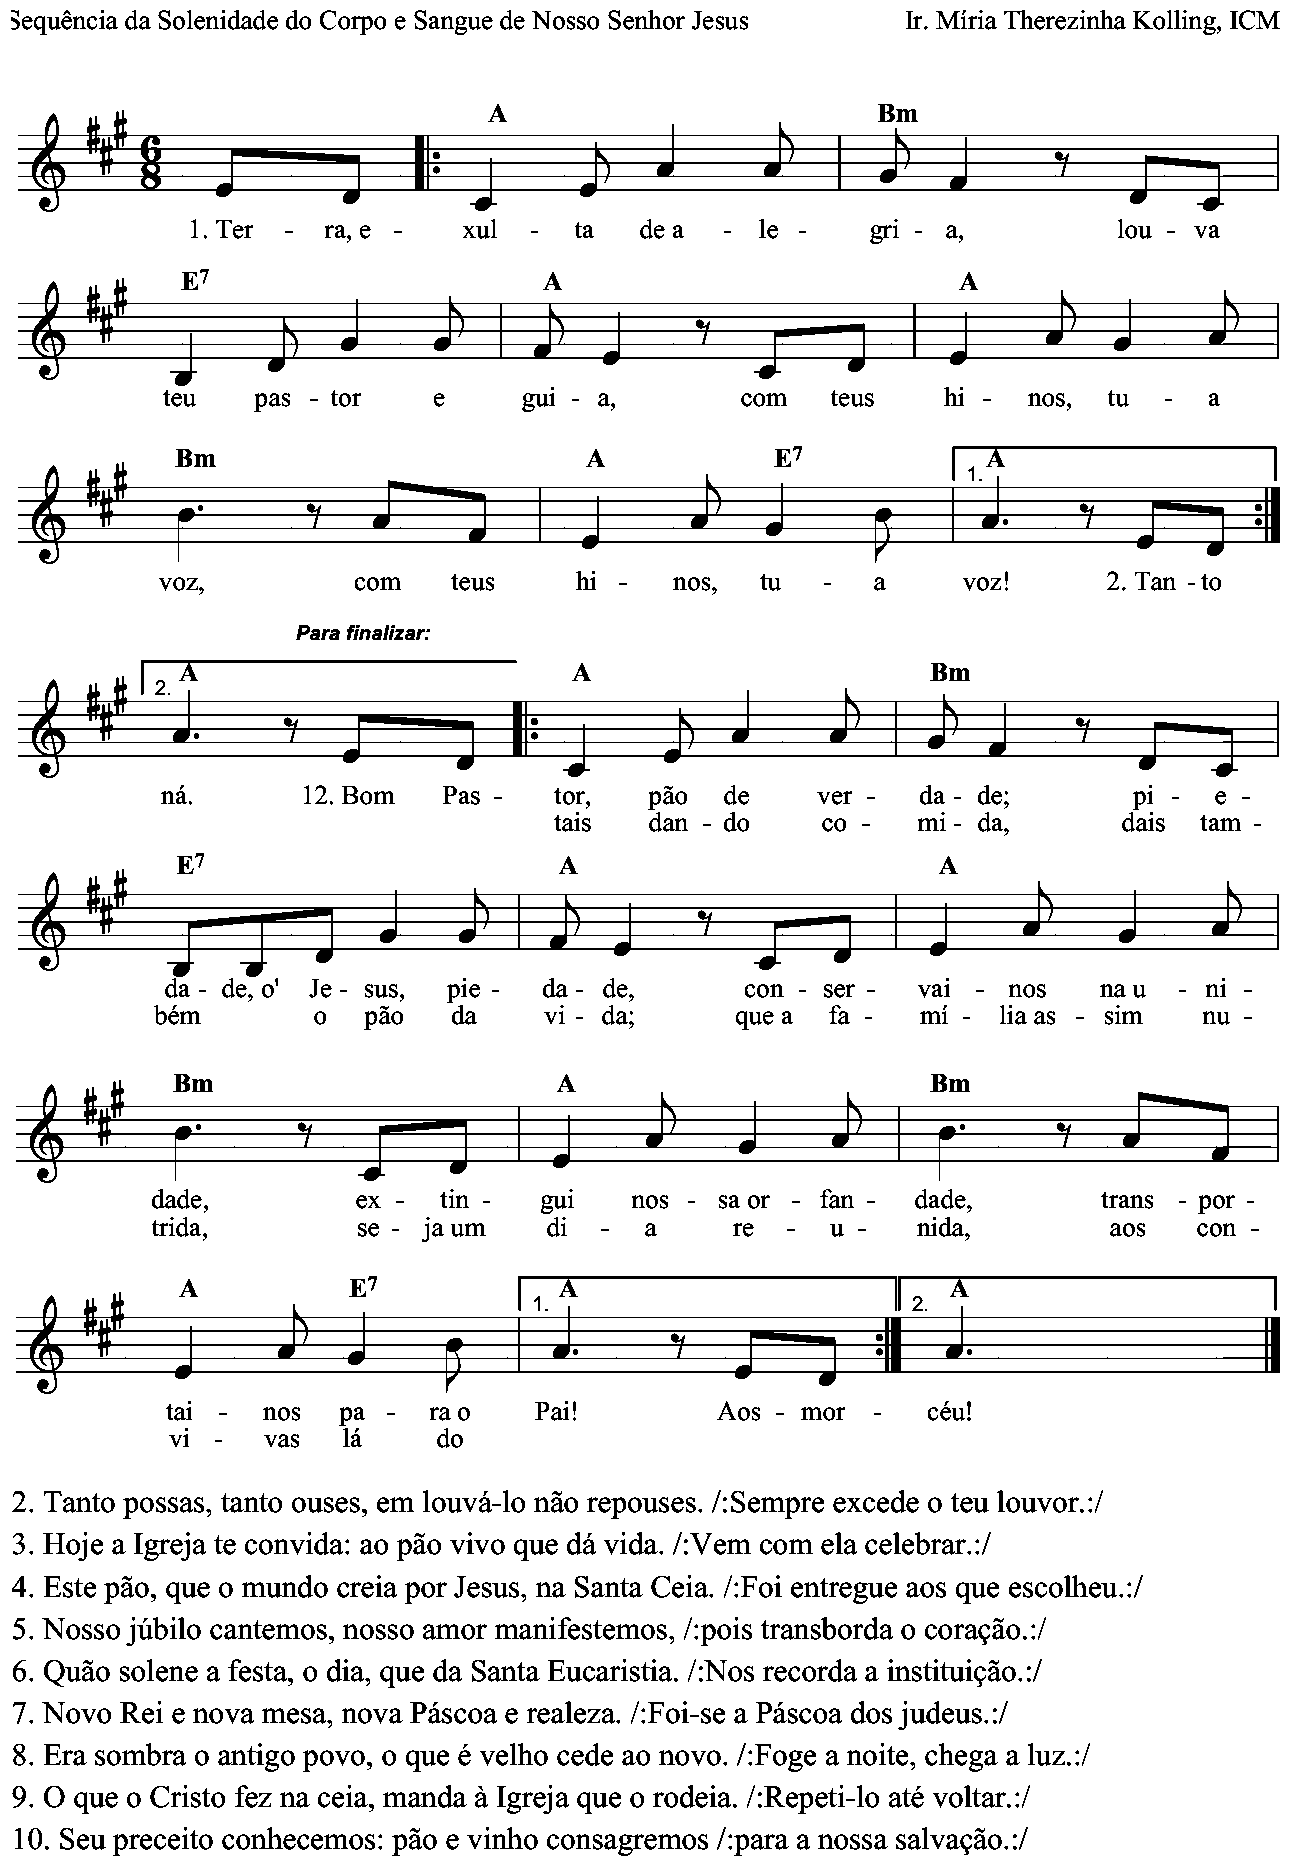 Sequência da Solenidade do Corpo e Sangue de Nosso Senhor Jesus Ir. Míria Therezinha Kolling, ICM
A Bm
6
8
1. Ter - ra, e - xul - ta de a - le - gri - a, lou - va
E7 A A
teu pas - tor e gui - a, com teus hi - nos, tu - a
Bm A E7 1. A
voz, com teus hi - nos, tu - a voz! 2. Tan - to
Para finalizar:
2. A A Bm
ná. 12. Bom Pas - tor, pão de ver - da - de; pi - e -
tais dan - do co - mi - da, dais tam -
E7 A A
da - de, o' Je - sus, pie - da - de, con - ser - vai - nos na u - ni -
bém o pão da vi - da; que a fa - mí - lia as - sim nu -
Bm A Bm
dade, ex - tin - gui nos - sa or - fan - dade, trans - por -
trida, se - ja um di - a re - u - nida, aos con -
A E7 1. A 2. A
tai - nos pa - ra o Pai! Aos - mor - céu!
vi - vas lá do
2. Tanto possas, tanto ouses, em louvá-lo não repouses. /:Sempre excede o teu louvor.:/
3. Hoje a Igreja te convida: ao pão vivo que dá vida. /:Vem com ela celebrar.:/
4. Este pão, que o mundo creia por Jesus, na Santa Ceia. /:Foi entregue aos que escolheu.:/
5. Nosso júbilo cantemos, nosso amor manifestemos, /:pois transborda o coração.:/
6. Quão solene a festa, o dia, que da Santa Eucaristia. /:Nos recorda a instituição.:/
7. Novo Rei e nova mesa, nova Páscoa e realeza. /:Foi-se a Páscoa dos judeus.:/
8. Era sombra o antigo povo, o que é velho cede ao novo. /:Foge a noite, chega a luz.:/
9. O que o Cristo fez na ceia, manda à Igreja que o rodeia. /:Repeti-lo até voltar.:/
10. Seu preceito conhecemos: pão e vinho consagremos /:para a nossa salvação.:/